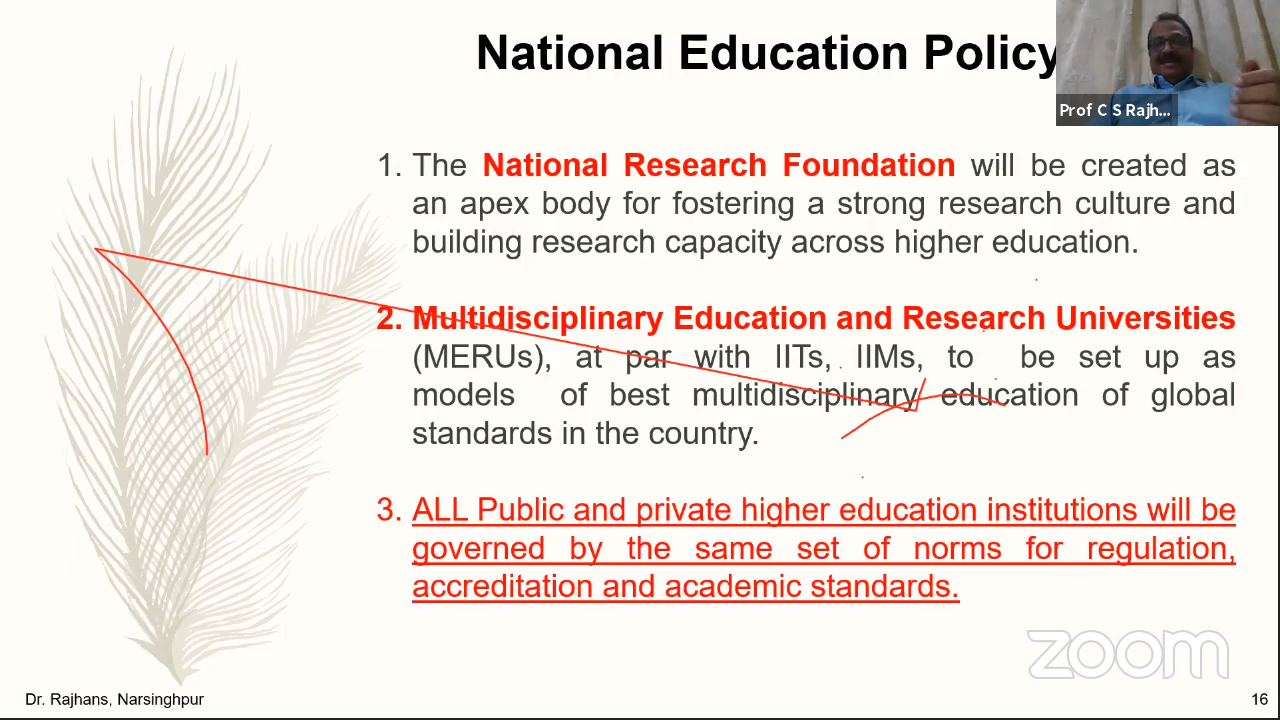 National Education Policy
Prof C S Rajh...
1. The National Research Foundation will be created as
an apex body for fostering a strong research culture and
building research capacity across higher education.
2. Multidisciplinary Education and Research Universities
(MERUs), at par with IITs, IIMs, to be set up as
models of best multidisciplinary education of global
standards in the country.
3. ALL Public and private higher education institutions will be
governed by the same set of norms for regulation,
accreditation and academic standards.
zoom
Dr. Rajhans, Narsinghpur
16